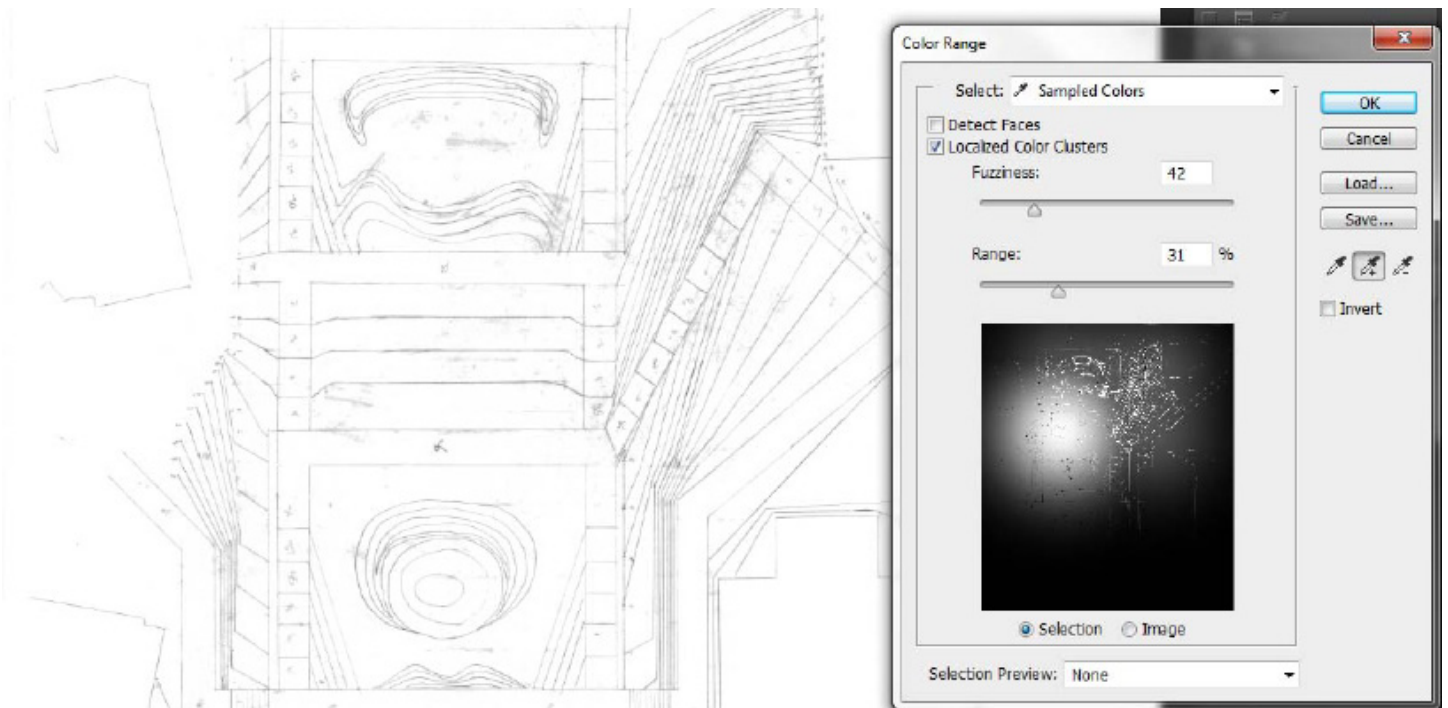 Color Range
Select: Sampled Colors
Detect Faces
Localized Color Clusters
Fuzziness: 42
Range: 31 %
Selection Image
Selection Preview: None
OK
Cancel
Load...
Save...
Invert